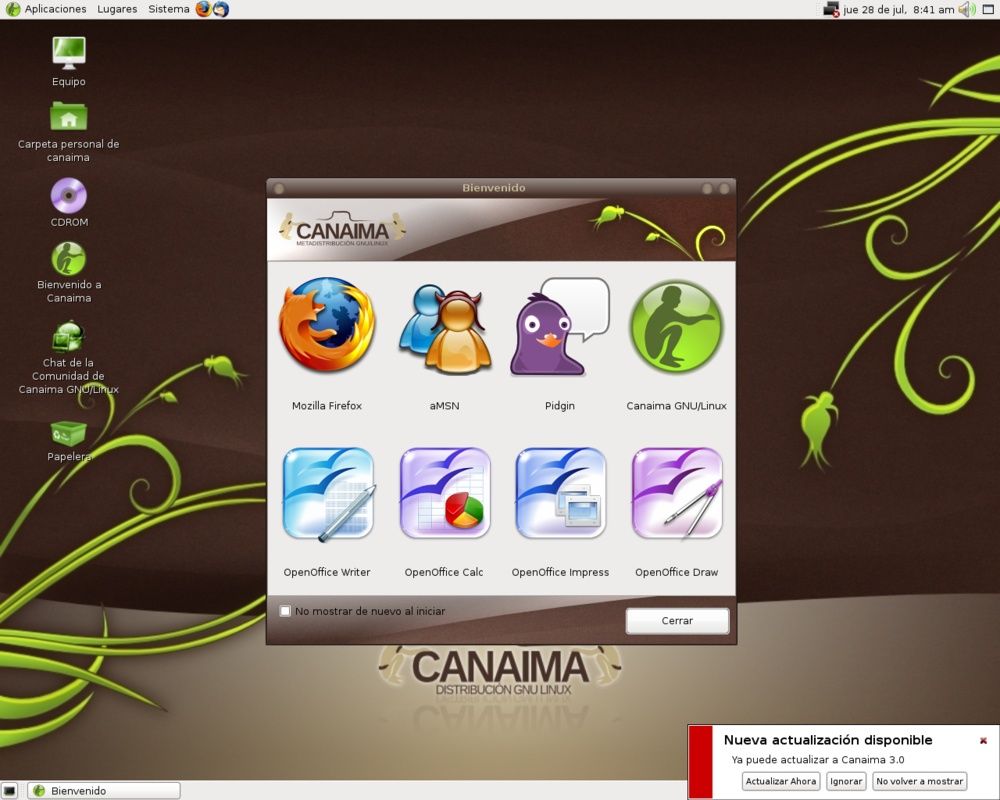 Aplicaciones Lugares Sistema
jue 28 de jul, 8:41 am
Equipo
Carpeta personal de
canaima
CDROM
Bienvenido a
Canaima
Chat de la
Comunidad de
Canaima GNU/Linux
Papelera
Bienvenido
CANAIMA
METADISTRIBUCIÓN GNU/LINUX
Mozilla Firefox
aMSN
Pidgin
Canaima GNU/Linux
OpenOffice Writer
OpenOffice Calc
OpenOffice Impress
OpenOffice Draw
No mostrar de nuevo al iniciar
Cerrar
CANAIMA
DISTRIBUCIÓN GNU LINUX
Nueva actualización disponible
Ya puede actualizar a Canaima 3.0
Actualizar Ahora
Ignorar
No volver a mostrar
Bienvenido